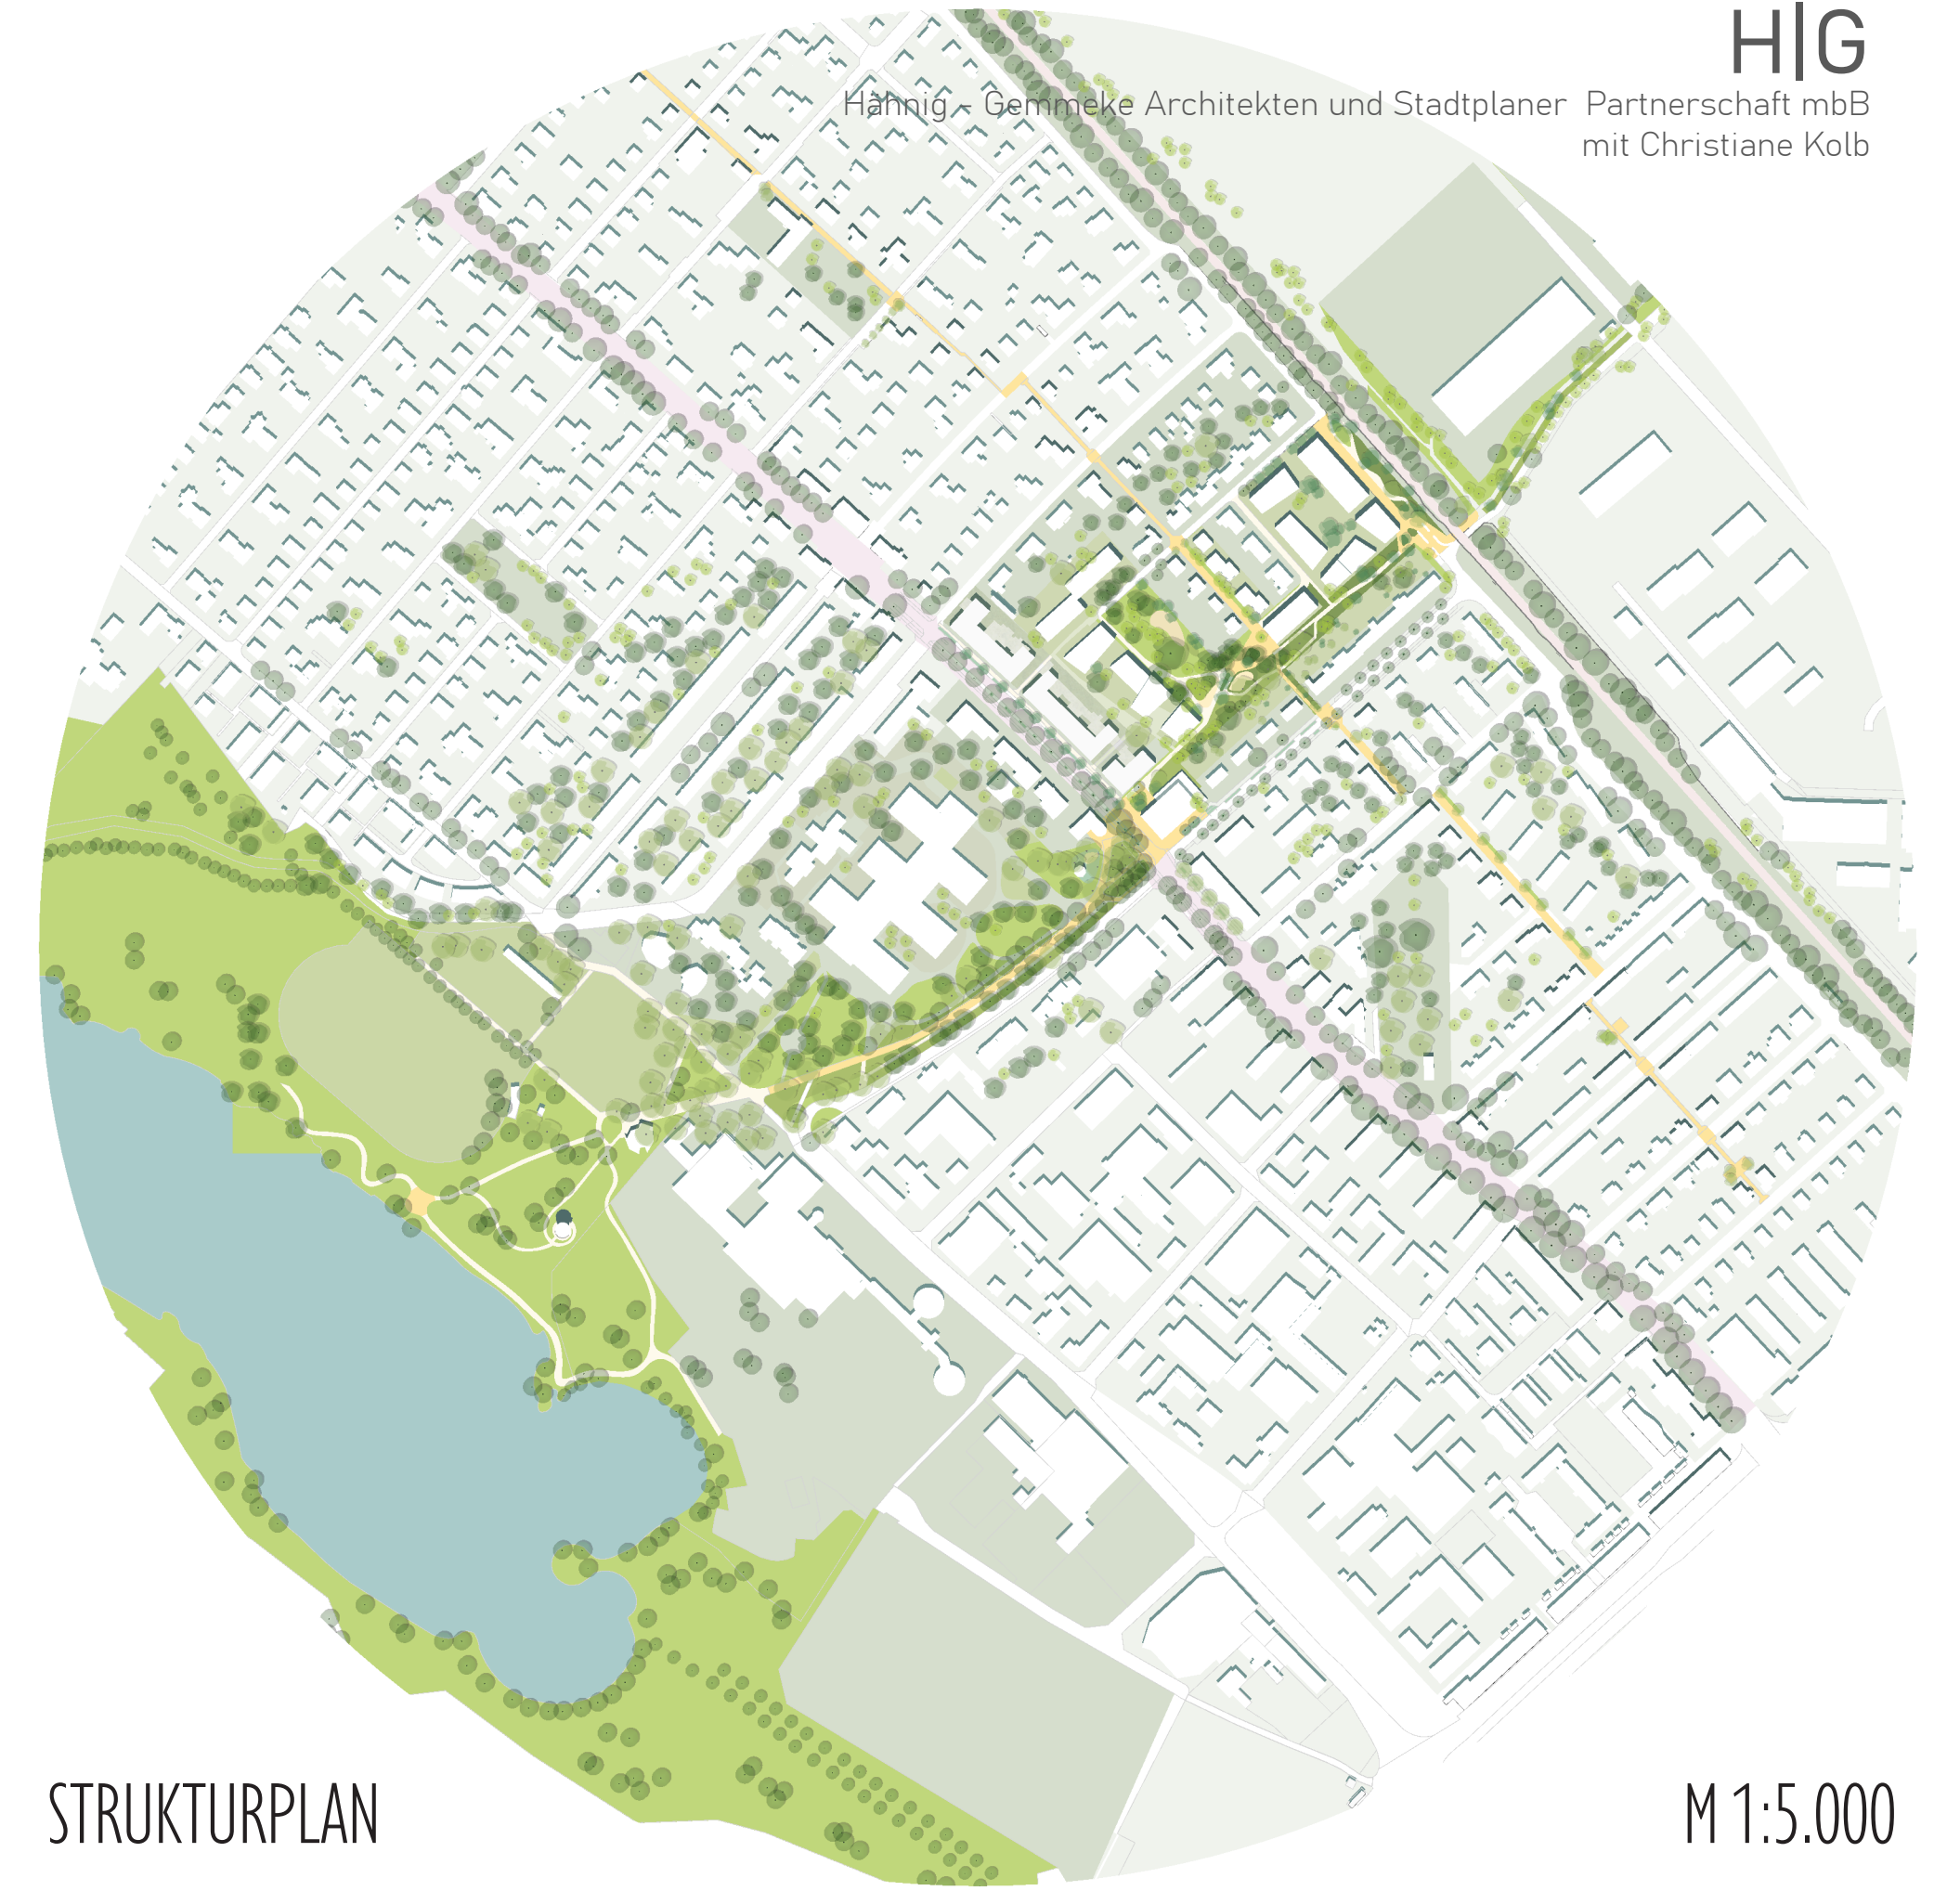 H|G
Hähnig - Gemmeke Architekten und Stadtplaner Partnerschaft mbB
mit Christiane Kolb
STRUKTURPLAN
M 1:5.000